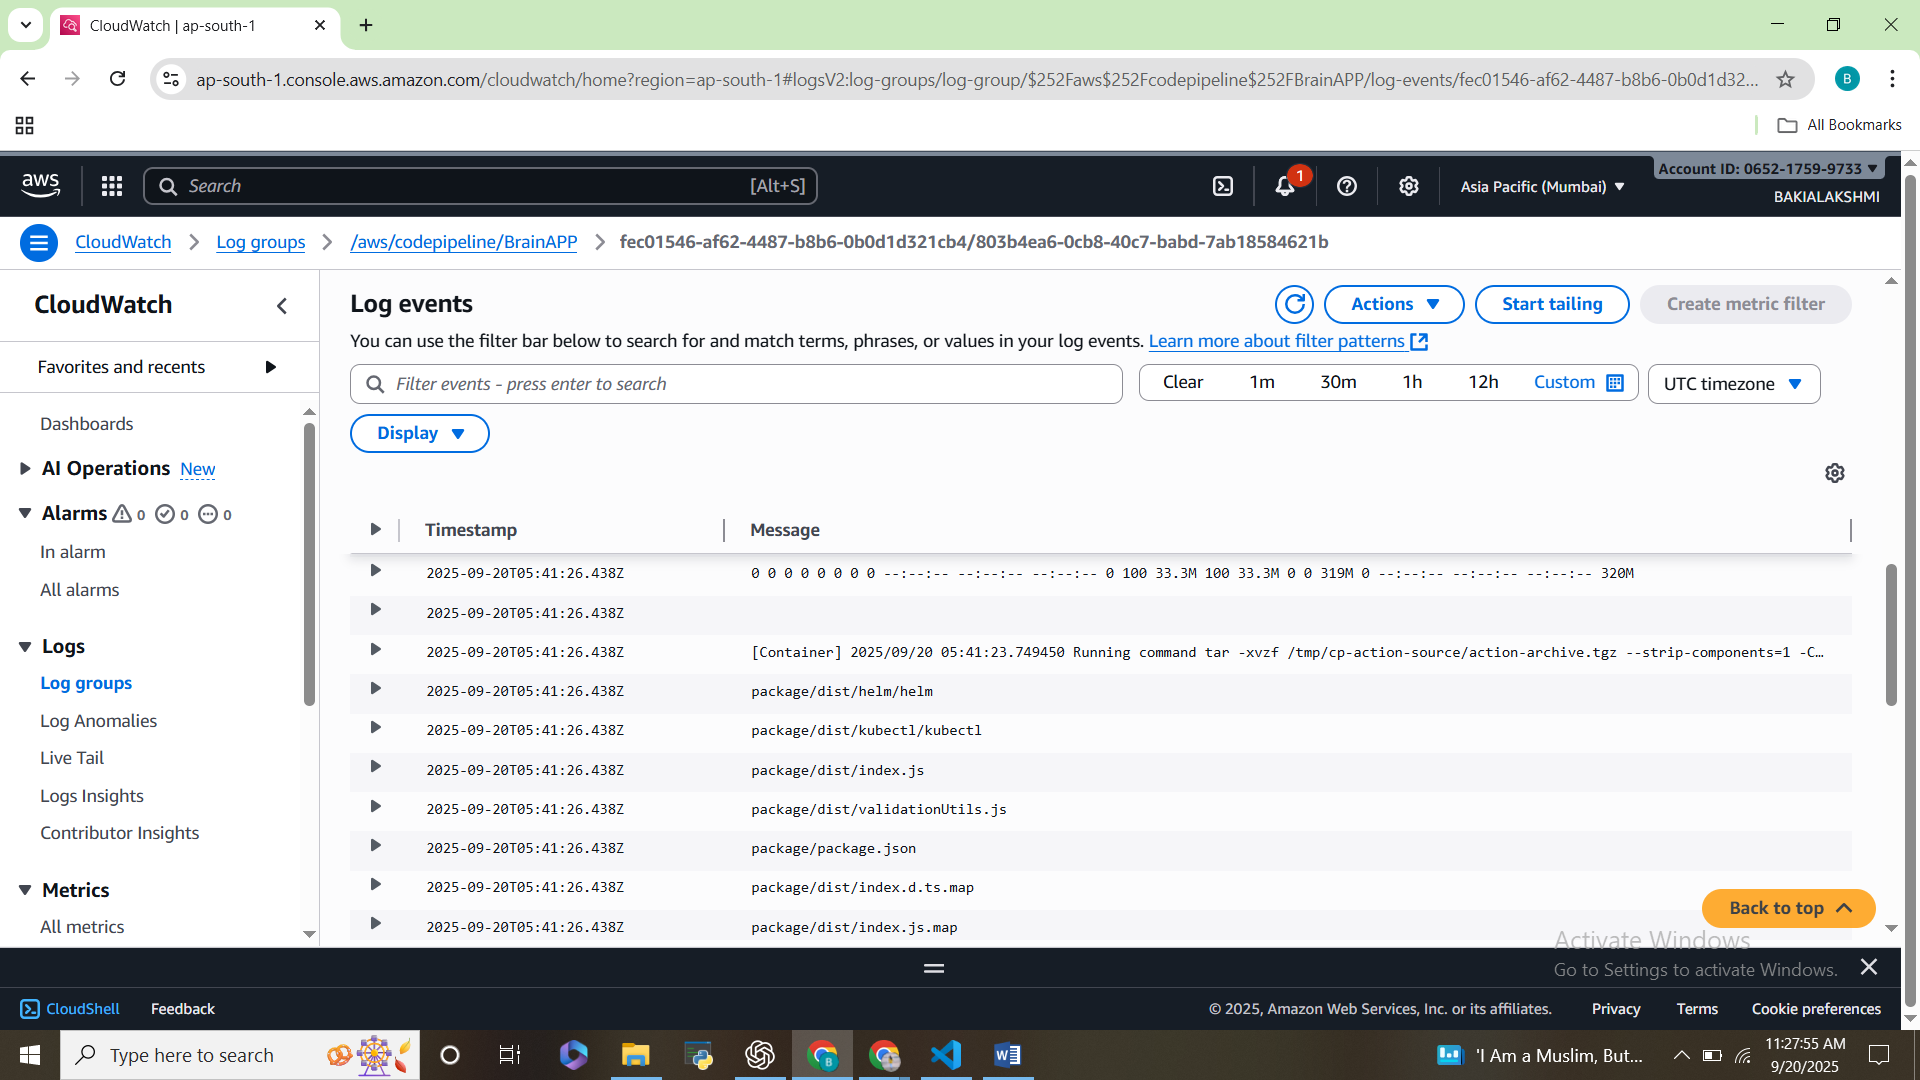 CloudWatch | ap-south-1
ap-south-1.console.aws.amazon.com/cloudwatch/home?region=ap-south-1#logsV2:log-groups/log-group/$252Faws$252Fcodepipeline$252FBrainAPP/log-events/fec01546-af62-4487-b8b6-0b0d1d32...
B
All Bookmarks
aws
Search
[Alt+S]
1
Asia Pacific (Mumbai)
Account ID: 0652-1759-9733
BAKIALAKSHMI
CloudWatch
Log groups
/aws/codepipeline/BrainAPP
fec01546-af62-4487-b8b6-0b0d1d321cb4/803b4ea6-0cb8-40c7-babd-7ab18584621b
CloudWatch
Favorites and recents
Dashboards
AI Operations New
Alarms 0 0 0
In alarm
All alarms
Logs
Log groups
Log Anomalies
Live Tail
Logs Insights
Contributor Insights
Metrics
All metrics
Log events
Actions
Start tailing
Create metric filter
You can use the filter bar below to search for and match terms, phrases, or values in your log events. Learn more about filter patterns
Filter events - press enter to search
Clear 1m 30m 1h 12h Custom
UTC timezone
Display
Timestamp Message
2025-09-20T05:41:26.438Z 0 0 0 0 0 0 0 0 --:--:-- --:--:-- --:--:-- 0 100 33.3M 100 33.3M 0 0 319M 0 --:--:-- --:--:-- --:--:-- 320M
2025-09-20T05:41:26.438Z
2025-09-20T05:41:26.438Z [Container] 2025/09/20 05:41:23.749450 Running command tar -xvzf /tmp/cp-action-source/action-archive.tgz --strip-components=1 -C…
2025-09-20T05:41:26.438Z package/dist/helm/helm
2025-09-20T05:41:26.438Z package/dist/kubectl/kubectl
2025-09-20T05:41:26.438Z package/dist/index.js
2025-09-20T05:41:26.438Z package/dist/validationUtils.js
2025-09-20T05:41:26.438Z package/package.json
2025-09-20T05:41:26.438Z package/dist/index.d.ts.map
2025-09-20T05:41:26.438Z package/dist/index.js.map
Back to top
Activate Windows
Go to Settings to activate Windows.
CloudShell
Feedback
© 2025, Amazon Web Services, Inc. or its affiliates.
Privacy
Terms
Cookie preferences
Type here to search
'I Am a Muslim, But...
11:27:55 AM
9/20/2025